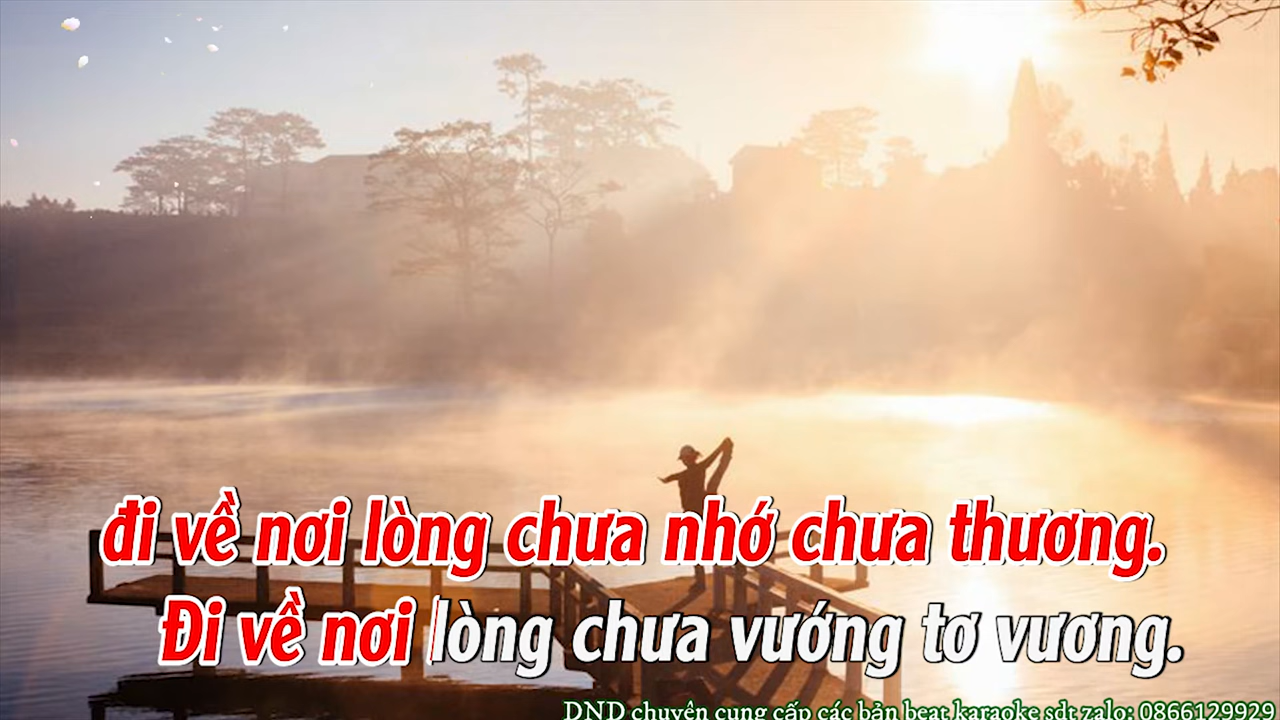 đi về nơi lòng chưa nhớ chưa thương.
Đi về nơi lòng chưa vướng tơ vương.
DND chuyên cung cấp các bản beat karaoke sdt zalo: 0866129929